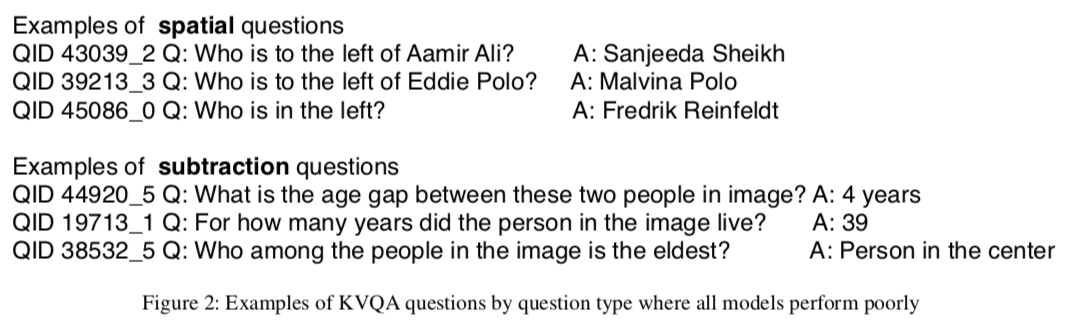 Examples of spatial questions
QID 43039_2 Q: Who is to the left of Aamir Ali? A: Sanjeeda Sheikh
QID 39213_3 Q: Who is to the left of Eddie Polo? A: Malvina Polo
QID 45086_0 Q: Who is in the left? A: Fredrik Reinfeldt
Examples of subtraction questions
QID 44920_5 Q: What is the age gap between these two people in image? A: 4 years
QID 19713_1 Q: For how many years did the person in the image live? A: 39
QID 38532_5 Q: Who among the people in the image is the eldest? A: Person in the center
Figure 2: Examples of KVQA questions by question type where all models perform poorly